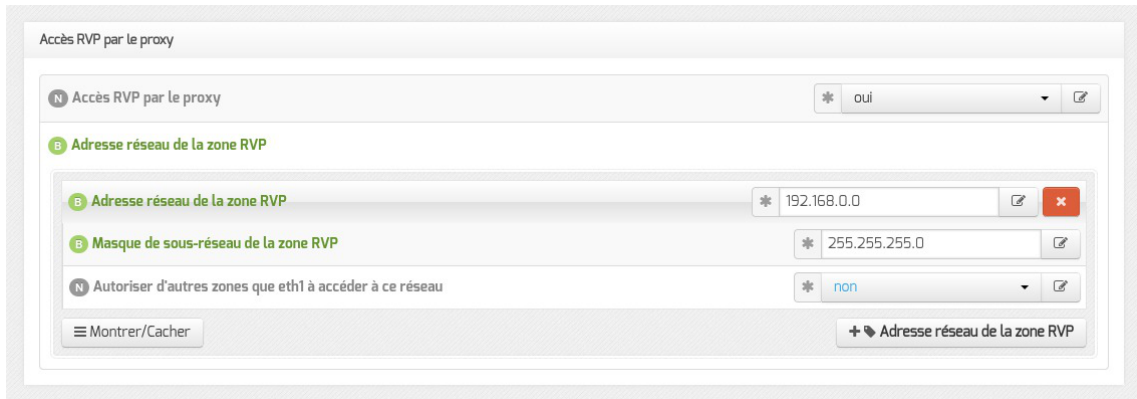 Accès RVP par le proxy
N Accès RVP par le proxy * oui
B Adresse réseau de la zone RVP
B Adresse réseau de la zone RVP * 192.168.0.0
B Masque de sous-réseau de la zone RVP * 255.255.255.0
N Autoriser d'autres zones que eth1 à accéder à ce réseau * non
Montrer/Cacher + Adresse réseau de la zone RVP